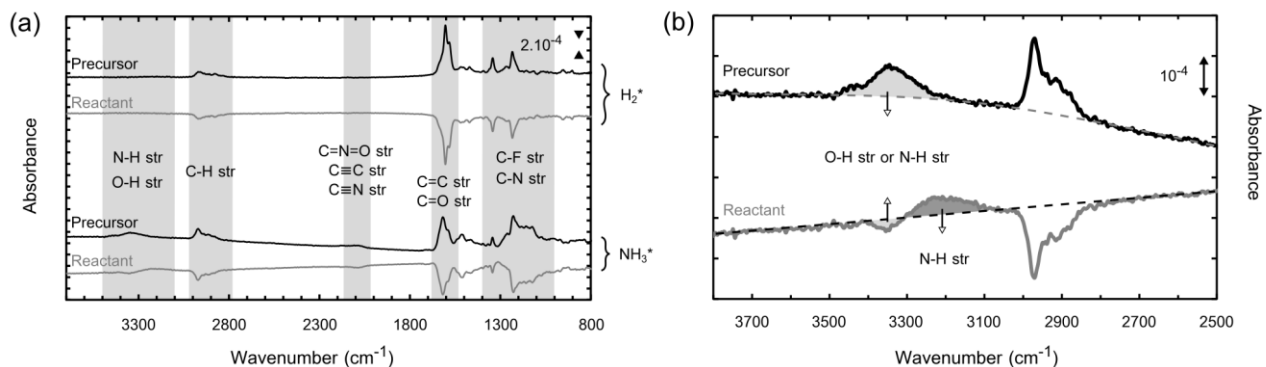 (a)
2.10-4
Precursor
H2*
Reactant
N-H str
O-H str
C-H str
C=N=O str
C≡C str
C≡N str
C=C str
C=O str
C-F str
C-N str
Precursor
NH3*
Reactant
Absorbance
3300 2800 2300 1800 1300 800
Wavenumber (cm-1)
(b)
10-4
Precursor
O-H str or N-H str
Reactant
N-H str
Absorbance
3700 3500 3300 3100 2900 2700 2500
Wavenumber (cm-1)